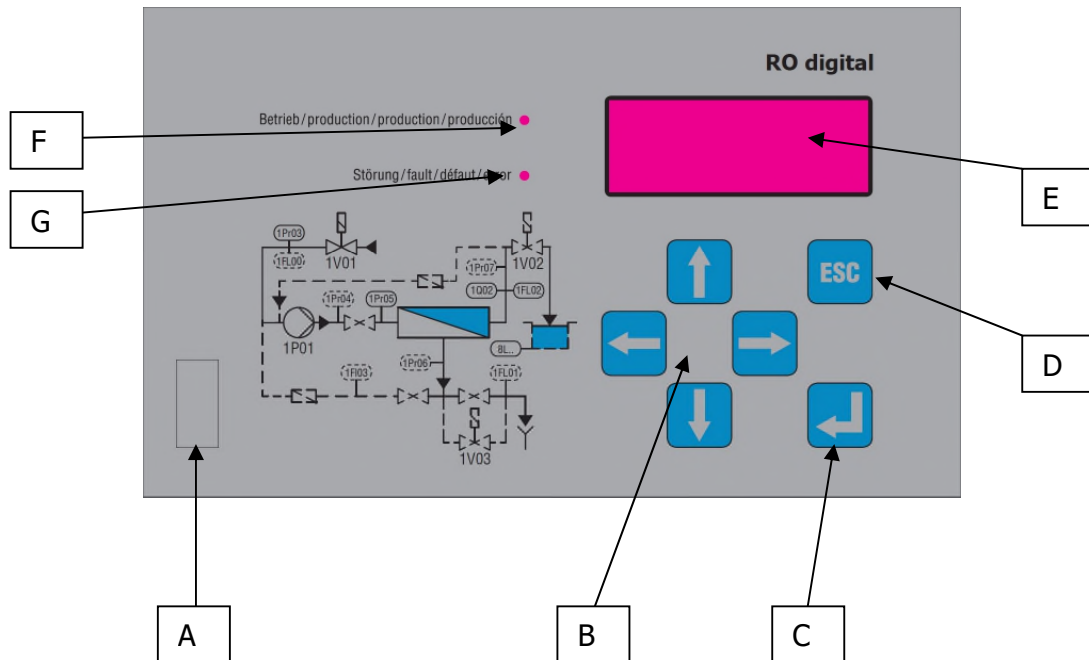 RO digital
Betrieb/production/production/producción
Störung/fault/défaut/error
F
G
E
D
A
B
C
ESC
1Pr03
1FL00
1V01
1Pr07
1V02
1Q02
1FL02
1Pr04
1Pr05
1P01
8L..
1Pr06
1Fl03
1FL01
1V03